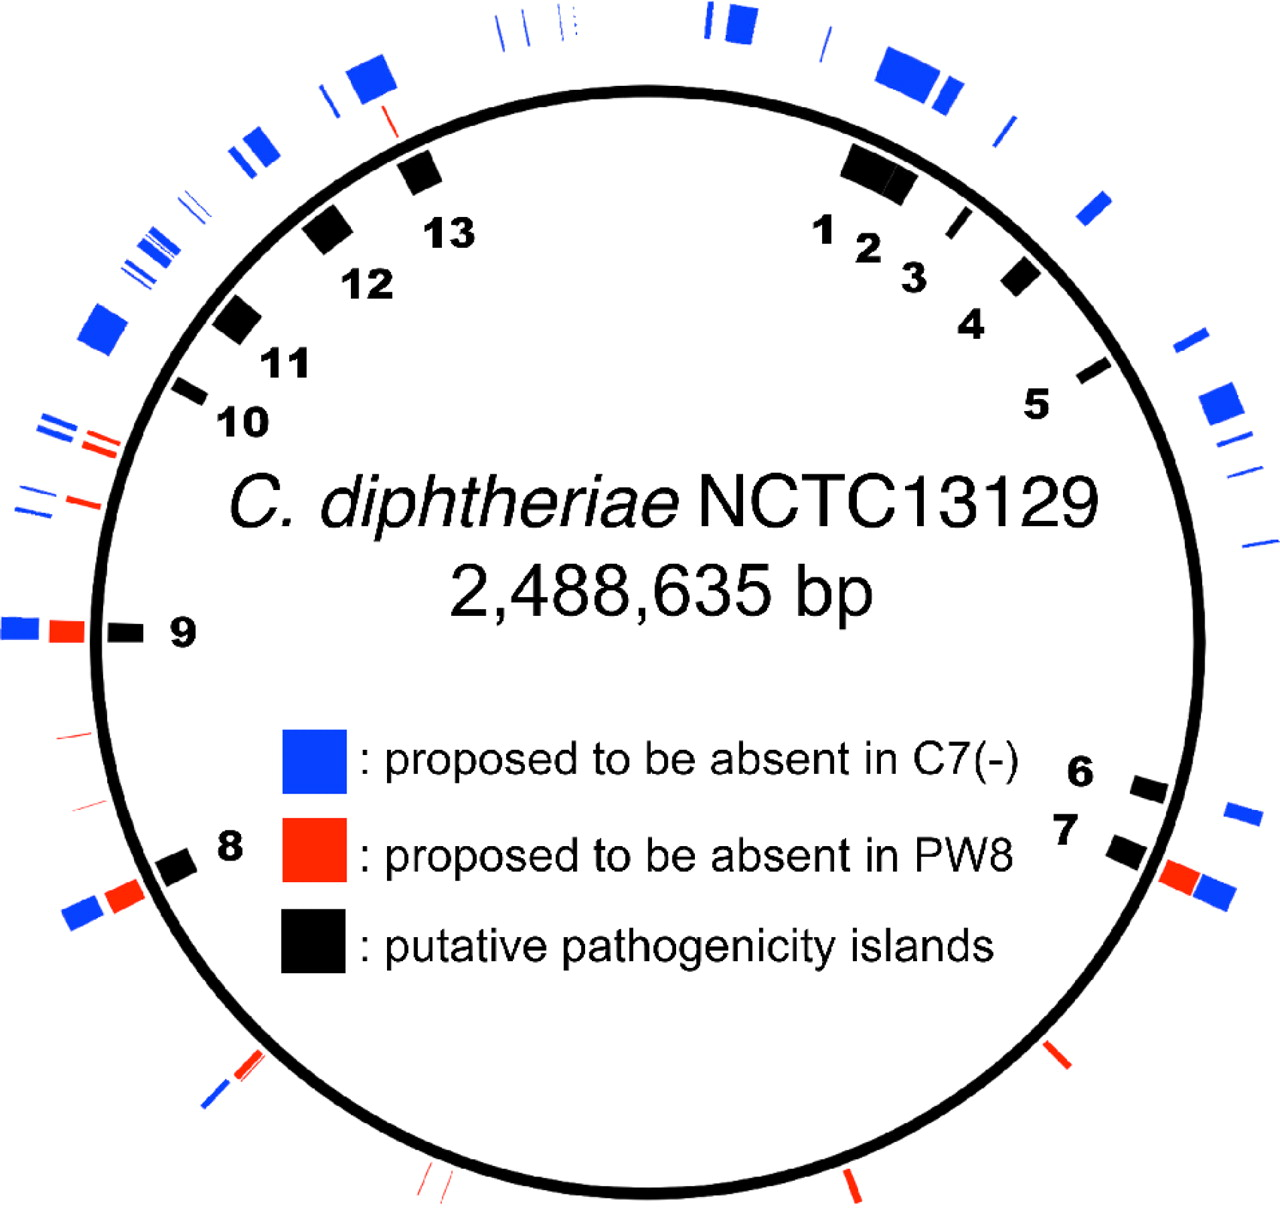 1
2
3
4
5
6
7
8
9
10
11
12
13
C. diphtheriae NCTC13129
2,488,635 bp
: proposed to be absent in C7(-)
: proposed to be absent in PW8
: putative pathogenicity islands